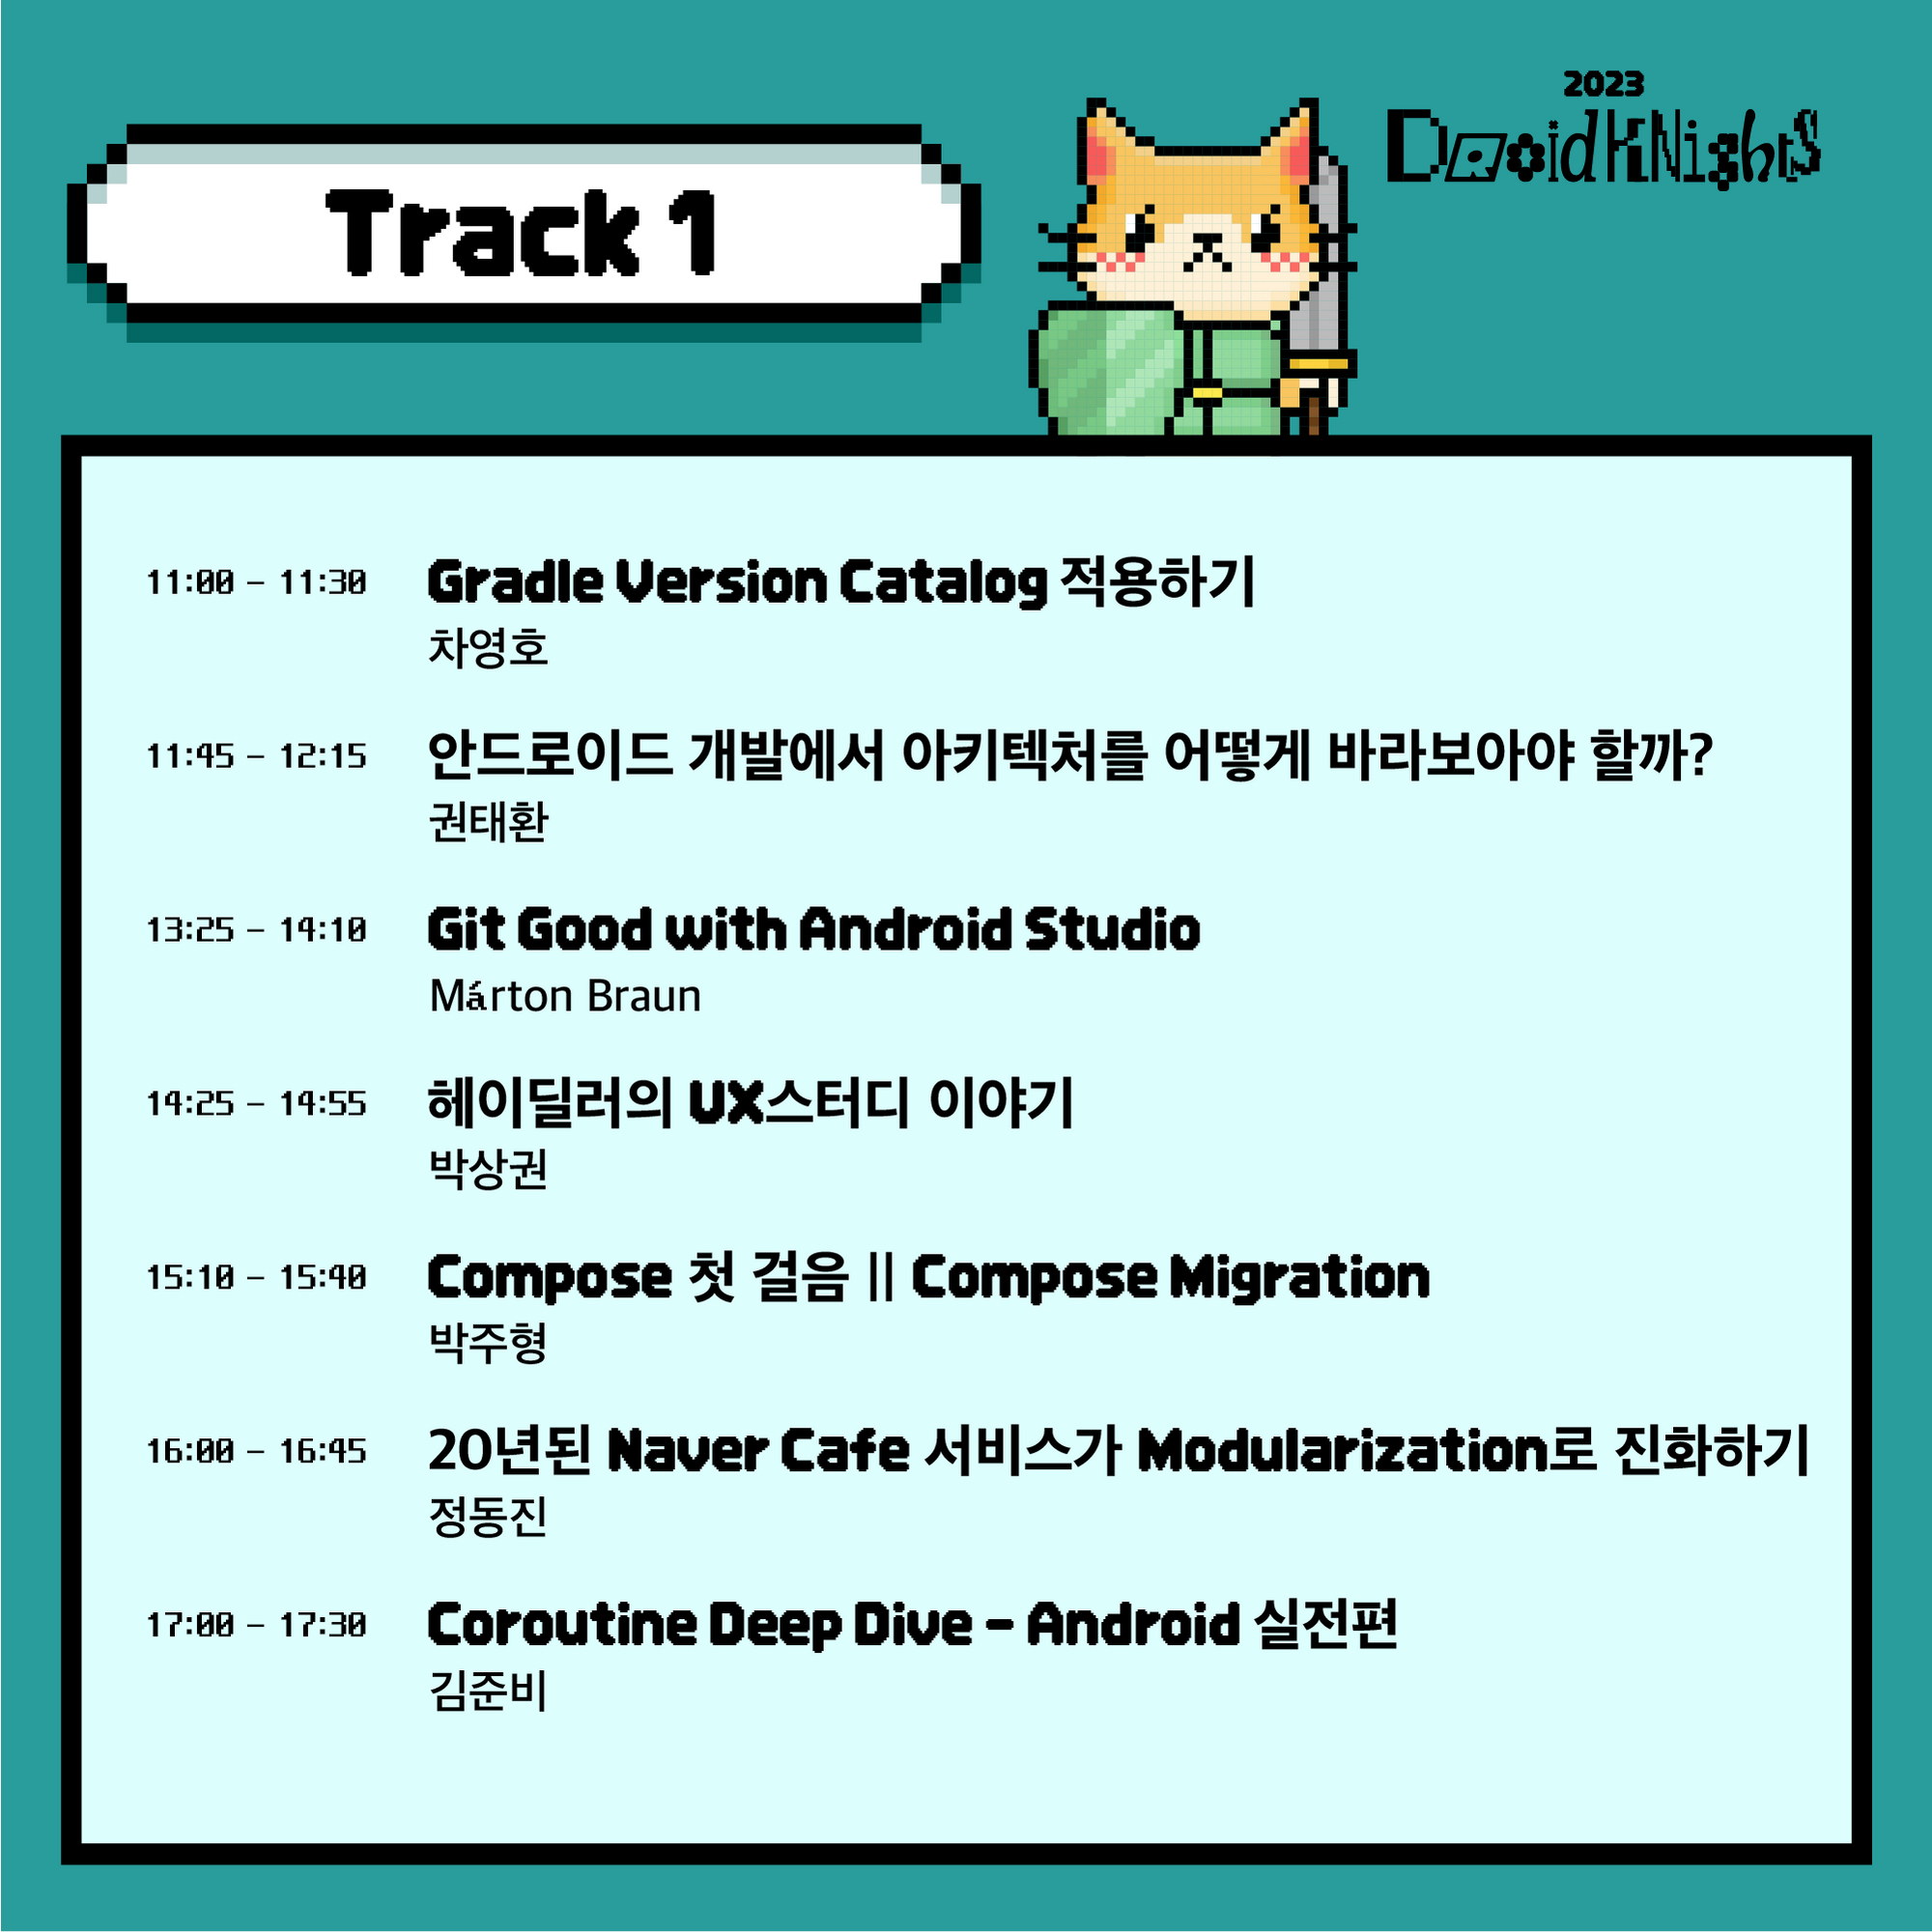 2023
DRoidKNights
Track 1
11:00 – 11:30 Gradle Version Catalog 적용하기
차영호
11:45 – 12:15 안드로이드 개발에서 아키텍처를 어떻게 바라보아야 할까?
권태환
13:25 – 14:10 Git Good with Android Studio
Márton Braun
14:25 – 14:55 헤이딜러의 UX스터디 이야기
박상권
15:10 – 15:40 Compose 첫 걸음 || Compose Migration
박주형
16:00 – 16:45 20년된 Naver Cafe 서비스가 Modularization로 진화하기
정동진
17:00 – 17:30 Coroutine Deep Dive – Android 실전편
김준비